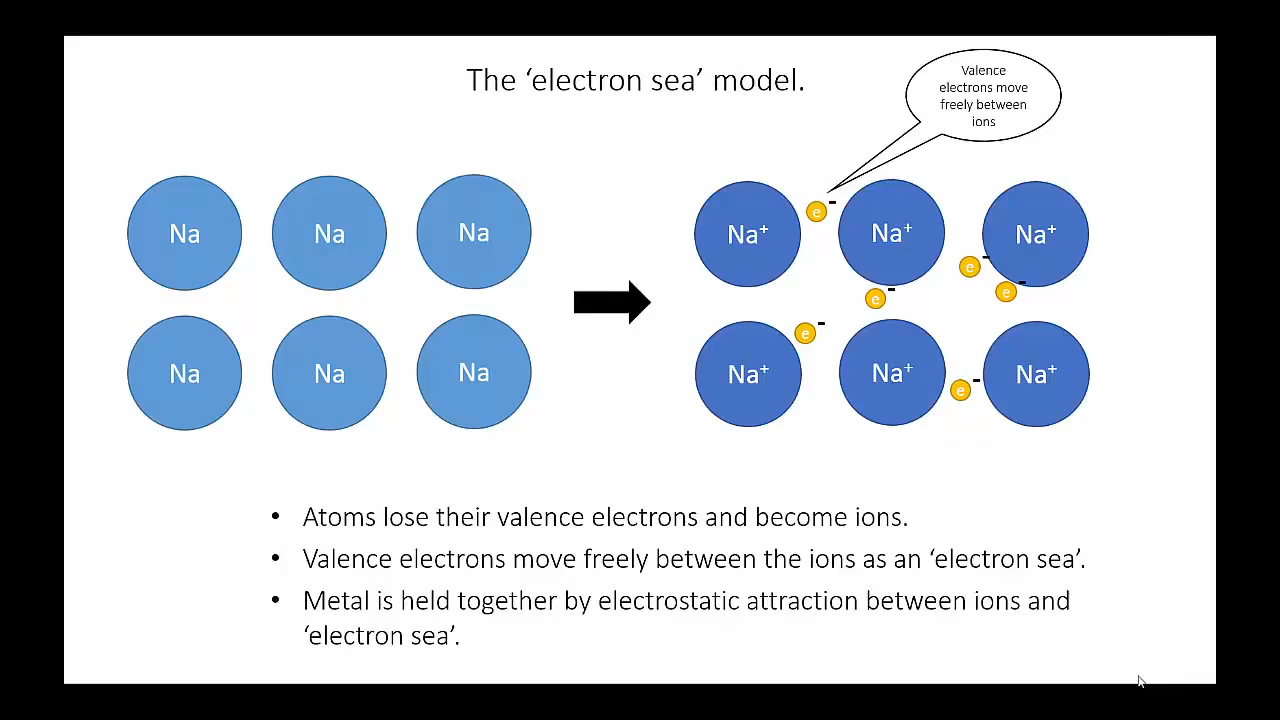 The ‘electron sea’ model.
Valence
electrons move
freely between
ions
Na Na Na
Na⁺ e - Na⁺ e - Na⁺
e - e -
Na Na Na
Na⁺ e - Na⁺ e - Na⁺
• Atoms lose their valence electrons and become ions.
• Valence electrons move freely between the ions as an ‘electron sea’.
• Metal is held together by electrostatic attraction between ions and
‘electron sea’.